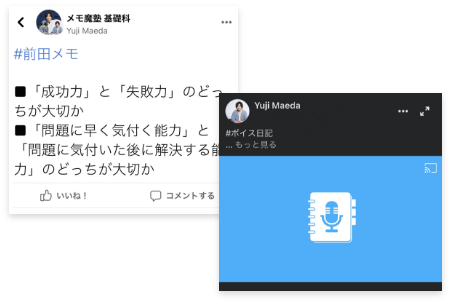 メモ魔塾 基礎科
Yuji Maeda
#前田メモ
■「成功力」と「失敗力」のどっ
ちが大切か
■「問題に早く気付く能力」と
「問題に気付いた後に解決する能
力」のどっちが大切か
いいね！
コメントする
Yuji Maeda
#ボイス日記
... もっと見る